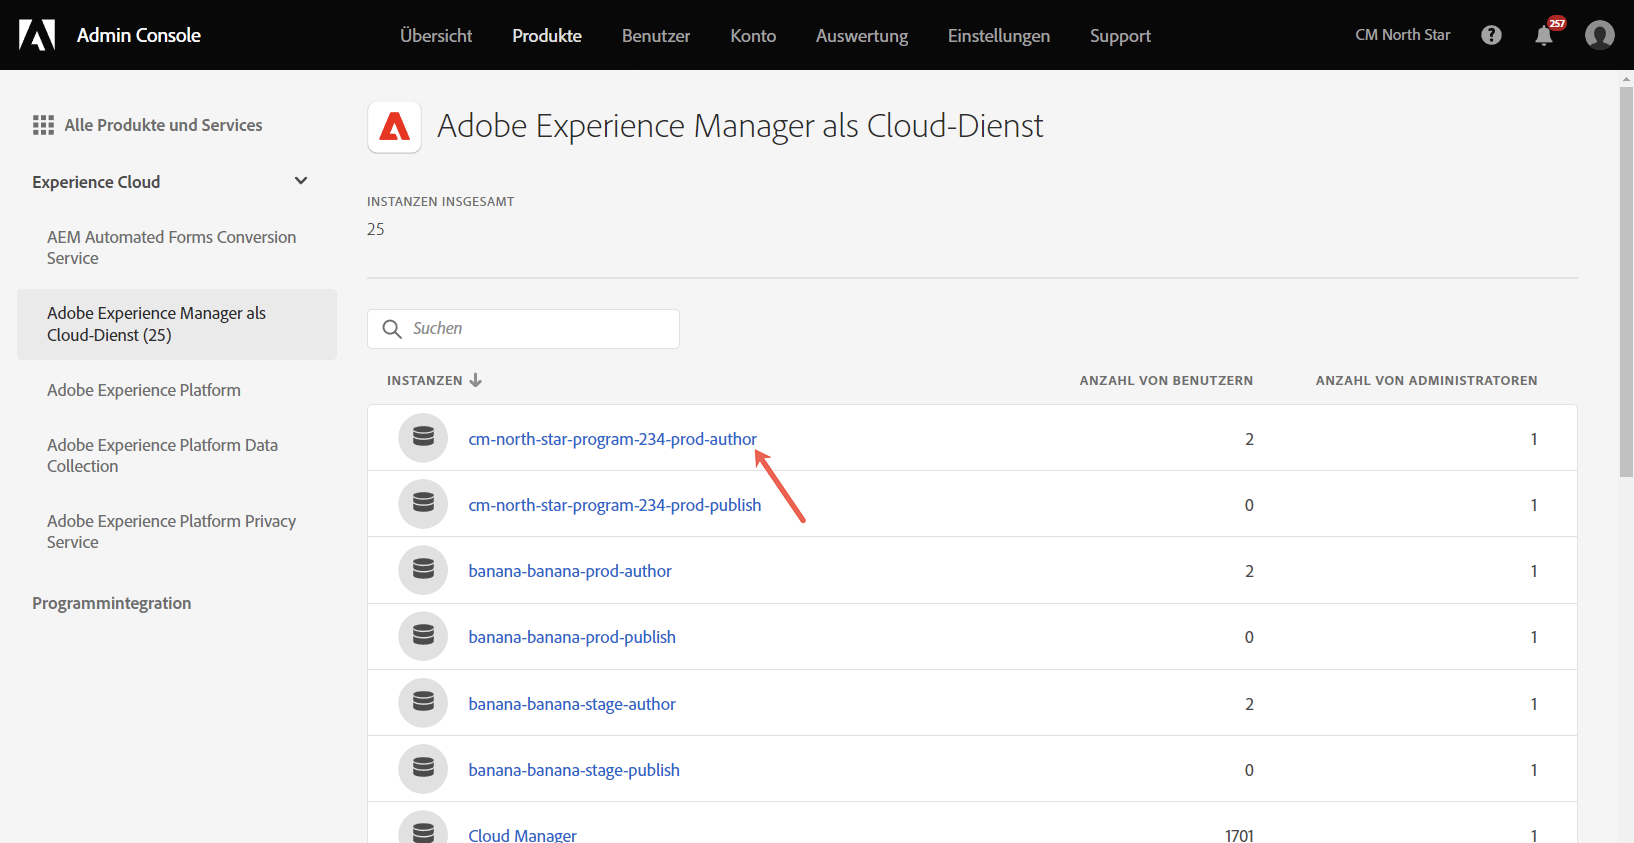 Admin Console
Übersicht
Produkte
Benutzer
Konto
Auswertung
Einstellungen
Support
CM North Star
?
257
Alle Produkte und Services
Experience Cloud
AEM Automated Forms Conversion
Service
Adobe Experience Manager als
Cloud-Dienst (25)
Adobe Experience Platform
Adobe Experience Platform Data
Collection
Adobe Experience Platform Privacy
Service
Programmintegration
Adobe Experience Manager als Cloud-Dienst
INSTANZEN INSGESAMT
25
Suchen
INSTANZEN ANZAHL VON BENUTZERN ANZAHL VON ADMINISTRATOREN
cm-north-star-program-234-prod-author 2 1
cm-north-star-program-234-prod-publish 0 1
banana-banana-prod-author 2 1
banana-banana-prod-publish 0 1
banana-banana-stage-author 2 1
banana-banana-stage-publish 0 1
Cloud Manager 1701 1